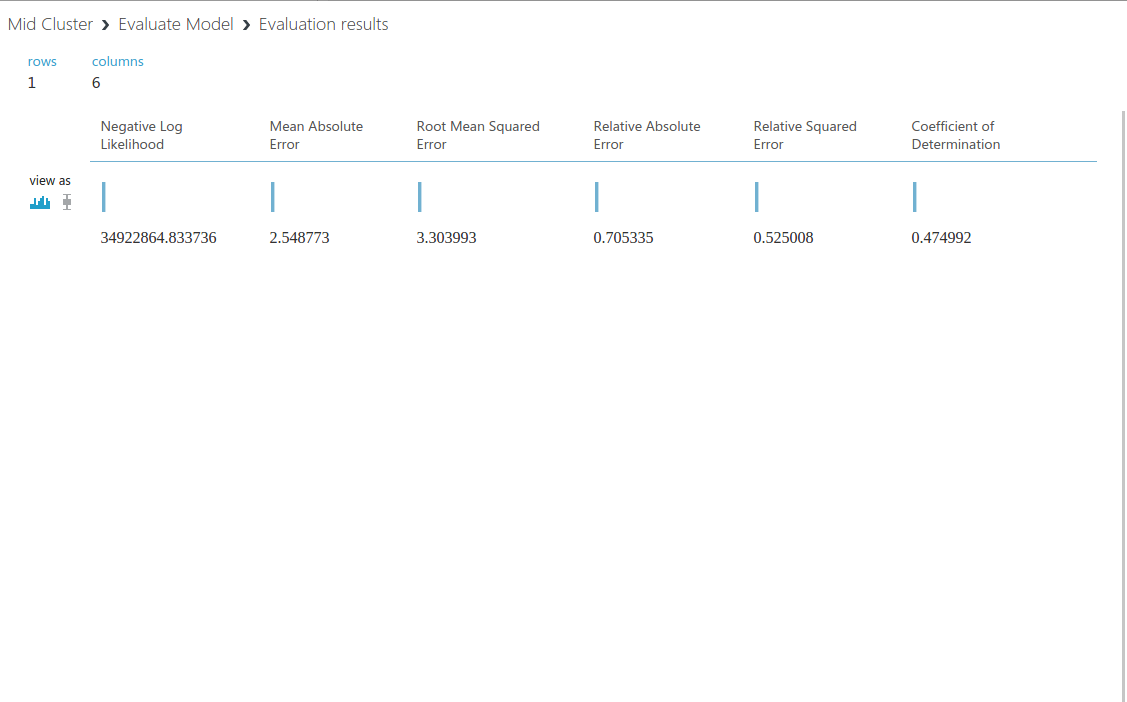 Mid Cluster › Evaluate Model › Evaluation results
rows columns
1 6
Negative Log Mean Absolute Root Mean Squared Relative Absolute Relative Squared Coefficient of
Likelihood Error Error Error Error Determination
view as
34922864.833736 2.548773 3.303993 0.705335 0.525008 0.474992